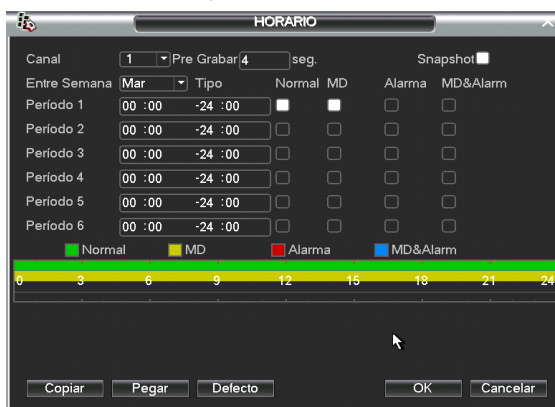 HORARIO
Canal 1 Pre Grabar 4 seg. Snapshot
Entre Semana Mar Tipo Normal MD Alarma MD&Alarm
Período 1 00 :00 -24 :00
Período 2 00 :00 -24 :00
Período 3 00 :00 -24 :00
Período 4 00 :00 -24 :00
Período 5 00 :00 -24 :00
Período 6 00 :00 -24 :00
Normal MD Alarma MD&Alarm
0 3 6 9 12 15 18 21 24
Copiar Pegar Defecto OK Cancelar